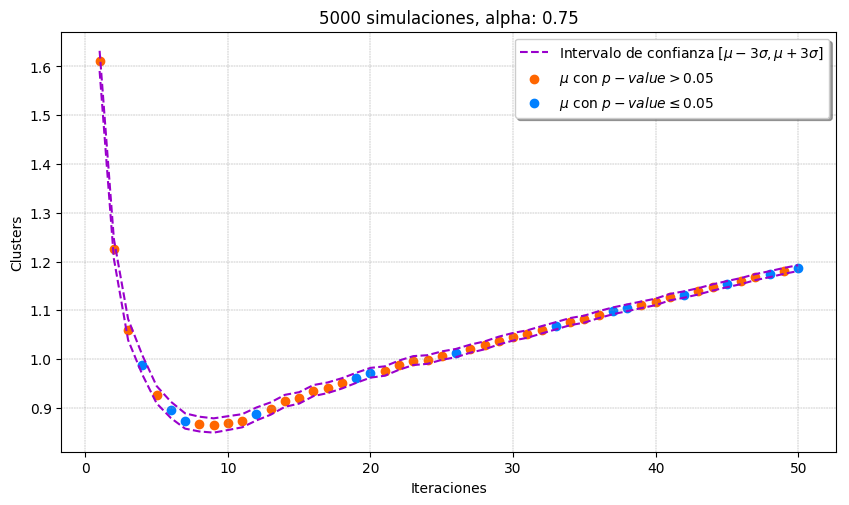 5000 simulaciones, alpha: 0.75
Intervalo de confianza [μ − 3σ, μ + 3σ]
μ con p − value > 0.05
μ con p − value ≤ 0.05
1.6
1.5
1.4
1.3
1.2
1.1
1.0
0.9
Clusters
0 10 20 30 40 50
Iteraciones